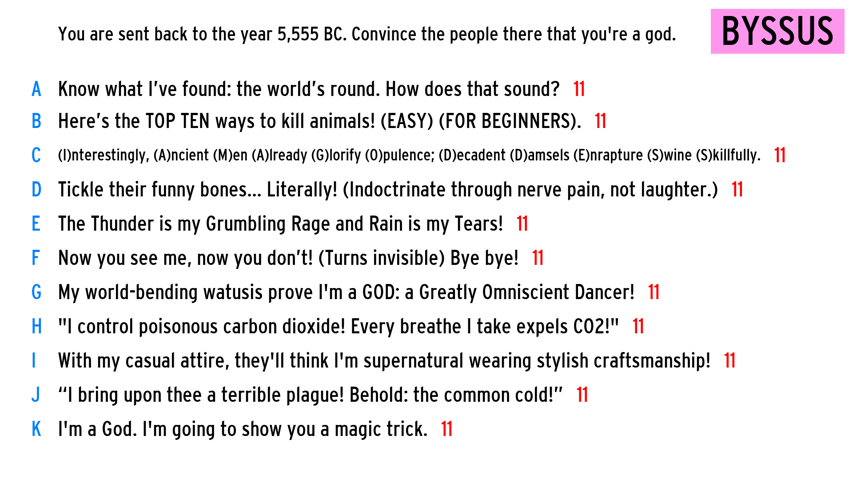 You are sent back to the year 5,555 BC. Convince the people there that you're a god.
BYSSUS
A Know what I’ve found: the world’s round. How does that sound? 11
B Here’s the TOP TEN ways to kill animals! (EASY) (FOR BEGINNERS). 11
C (I)nterestingly, (A)ncient (M)en (A)lready (G)lorify (O)pulence; (D)ecadent (D)amsels (E)nrapture (S)wine (S)killfully. 11
D Tickle their funny bones... Literally! (Indoctrinate through nerve pain, not laughter.) 11
E The Thunder is my Grumbling Rage and Rain is my Tears! 11
F Now you see me, now you don’t! (Turns invisible) Bye bye! 11
G My world-bending watusis prove I'm a GOD: a Greatly Omniscient Dancer! 11
H "I control poisonous carbon dioxide! Every breathe I take expels CO2!" 11
I With my casual attire, they'll think I'm supernatural wearing stylish craftsmanship! 11
J “I bring upon thee a terrible plague! Behold: the common cold!” 11
K I'm a God. I'm going to show you a magic trick. 11